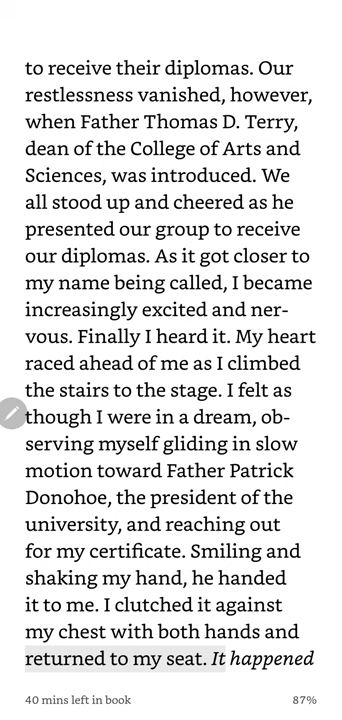 to receive their diplomas. Our
restlessness vanished, however,
when Father Thomas D. Terry,
dean of the College of Arts and
Sciences, was introduced. We
all stood up and cheered as he
presented our group to receive
our diplomas. As it got closer to
my name being called, I became
increasingly excited and ner-
vous. Finally I heard it. My heart
raced ahead of me as I climbed
the stairs to the stage. I felt as
though I were in a dream, ob-
serving myself gliding in slow
motion toward Father Patrick
Donohoe, the president of the
university, and reaching out
for my certificate. Smiling and
shaking my hand, he handed
it to me. I clutched it against
my chest with both hands and
returned to my seat. It happened
40 mins left in book 87%